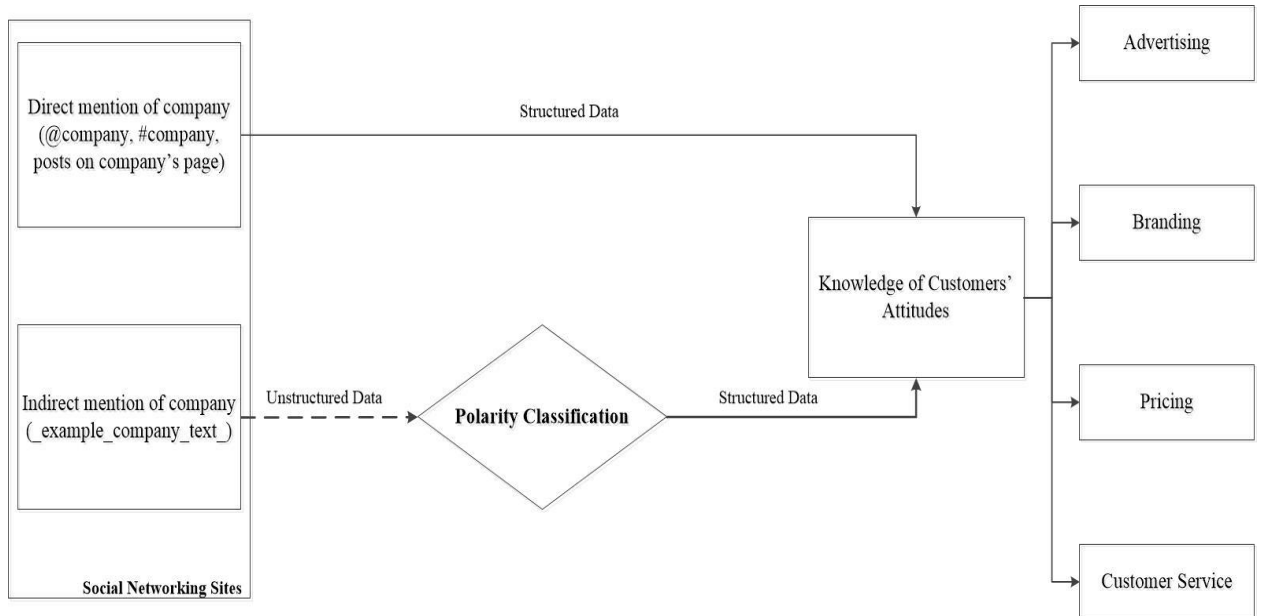 Direct mention of company
(@company, #company,
posts on company’s page)
Structured Data
Indirect mention of company
(_example_company_text_)
Unstructured Data
Polarity Classification
Structured Data
Social Networking Sites
Knowledge of Customers’
Attitudes
Advertising
Branding
Pricing
Customer Service